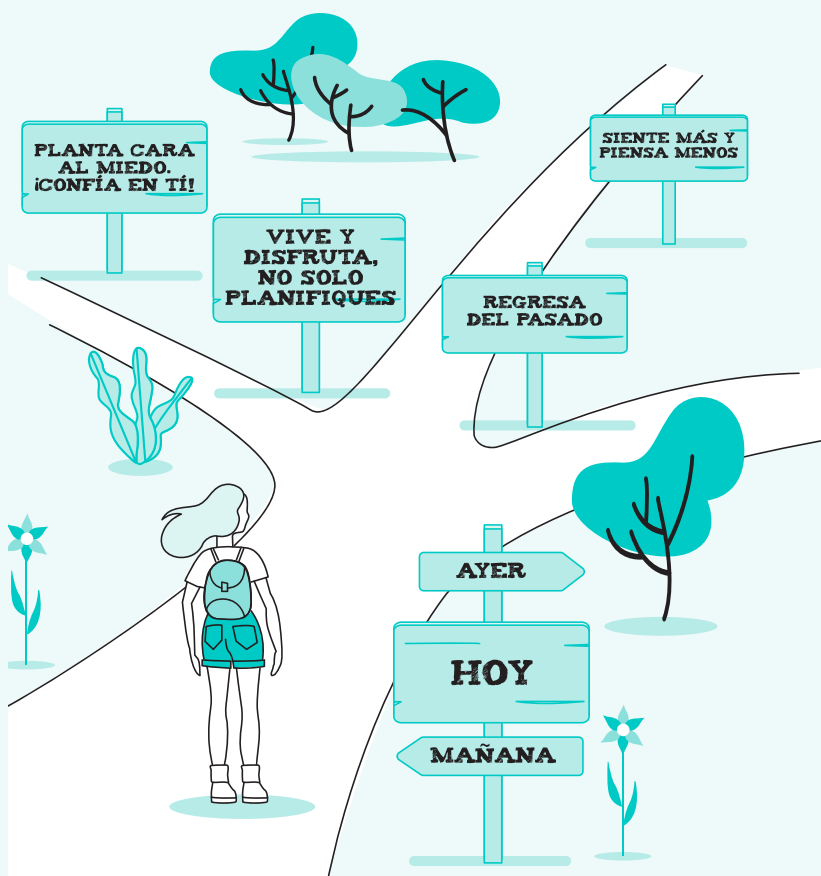 PLANTA CARA
AL MIEDO.
¡CONFÍA EN TÍ!
VIVE Y
DISFRUTA,
NO SOLO
PLANIFIQUES
SIENTE MÁS Y
PIENSA MENOS
REGRESA
DEL PASADO
AYER
HOY
MAÑANA